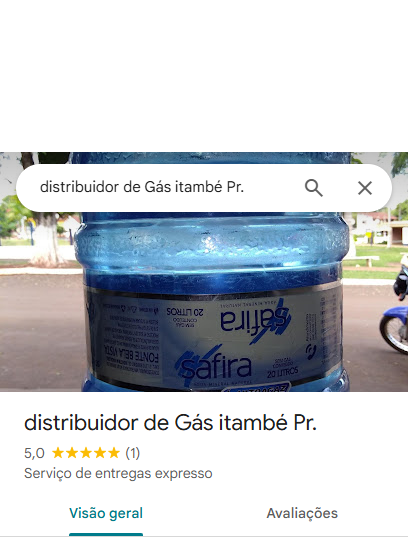 distribuidor de Gás itambé Pr.
safira
20 LITROS
FONTE BELA VISTA
safira
20 LITROS
distribuidor de Gás itambé Pr.
5,0 ★★★★★ (1)
Serviço de entregas expresso
Visão geral
Avaliações